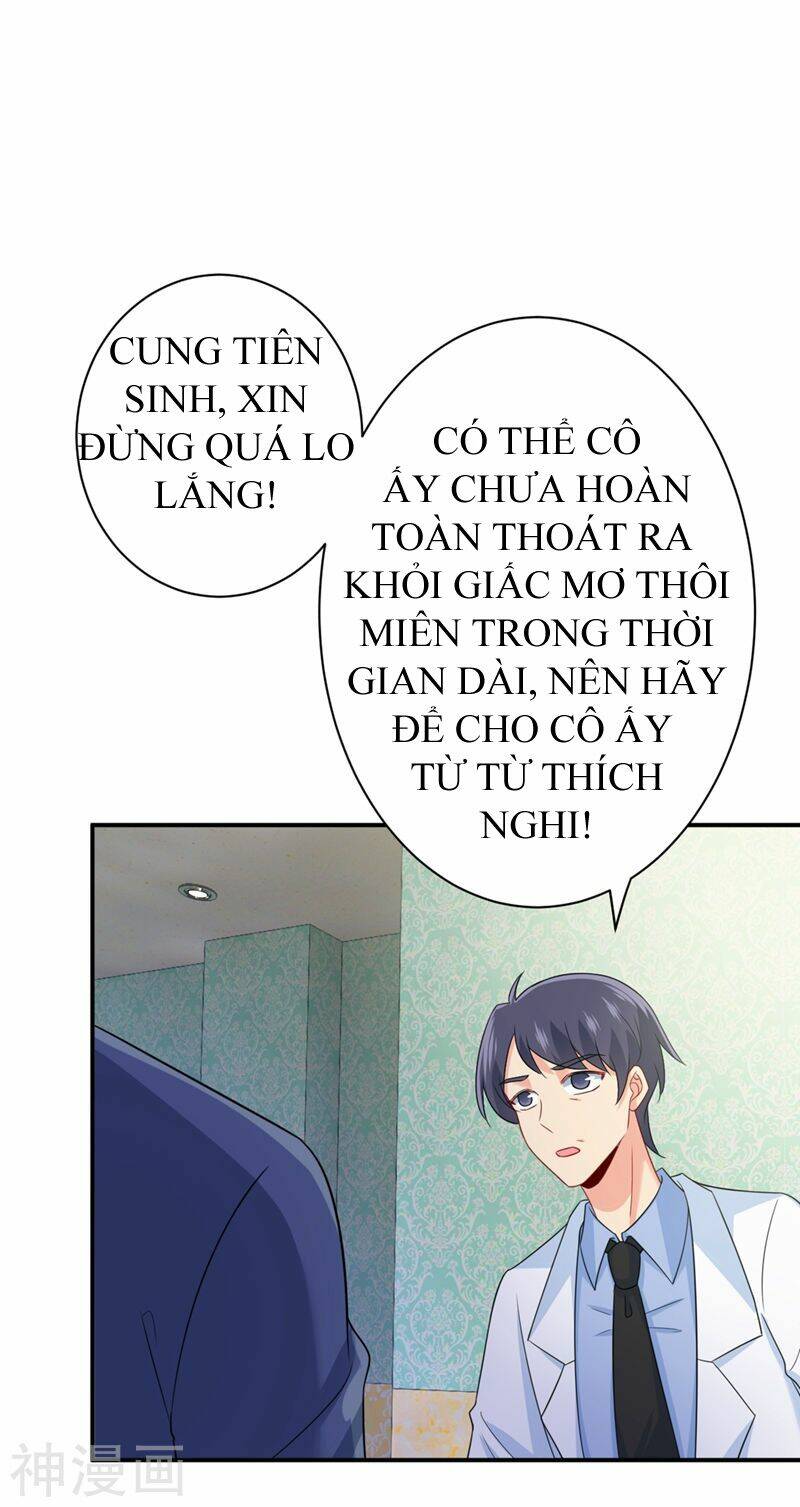 CUNG TIÊN
SINH, XIN
ĐỪNG QUÁ LO
LẮNG!
CÓ THỂ CÔ
ẤY CHƯA HOÀN
TOÀN THOÁT RA
KHỎI GIẤC MƠ THÔI
MIÊN TRONG THỜI
GIAN DÀI, NÊN HÃY
ĐỂ CHO CÔ ẤY
TỪ TỪ THÍCH
NGHI!
神漫画